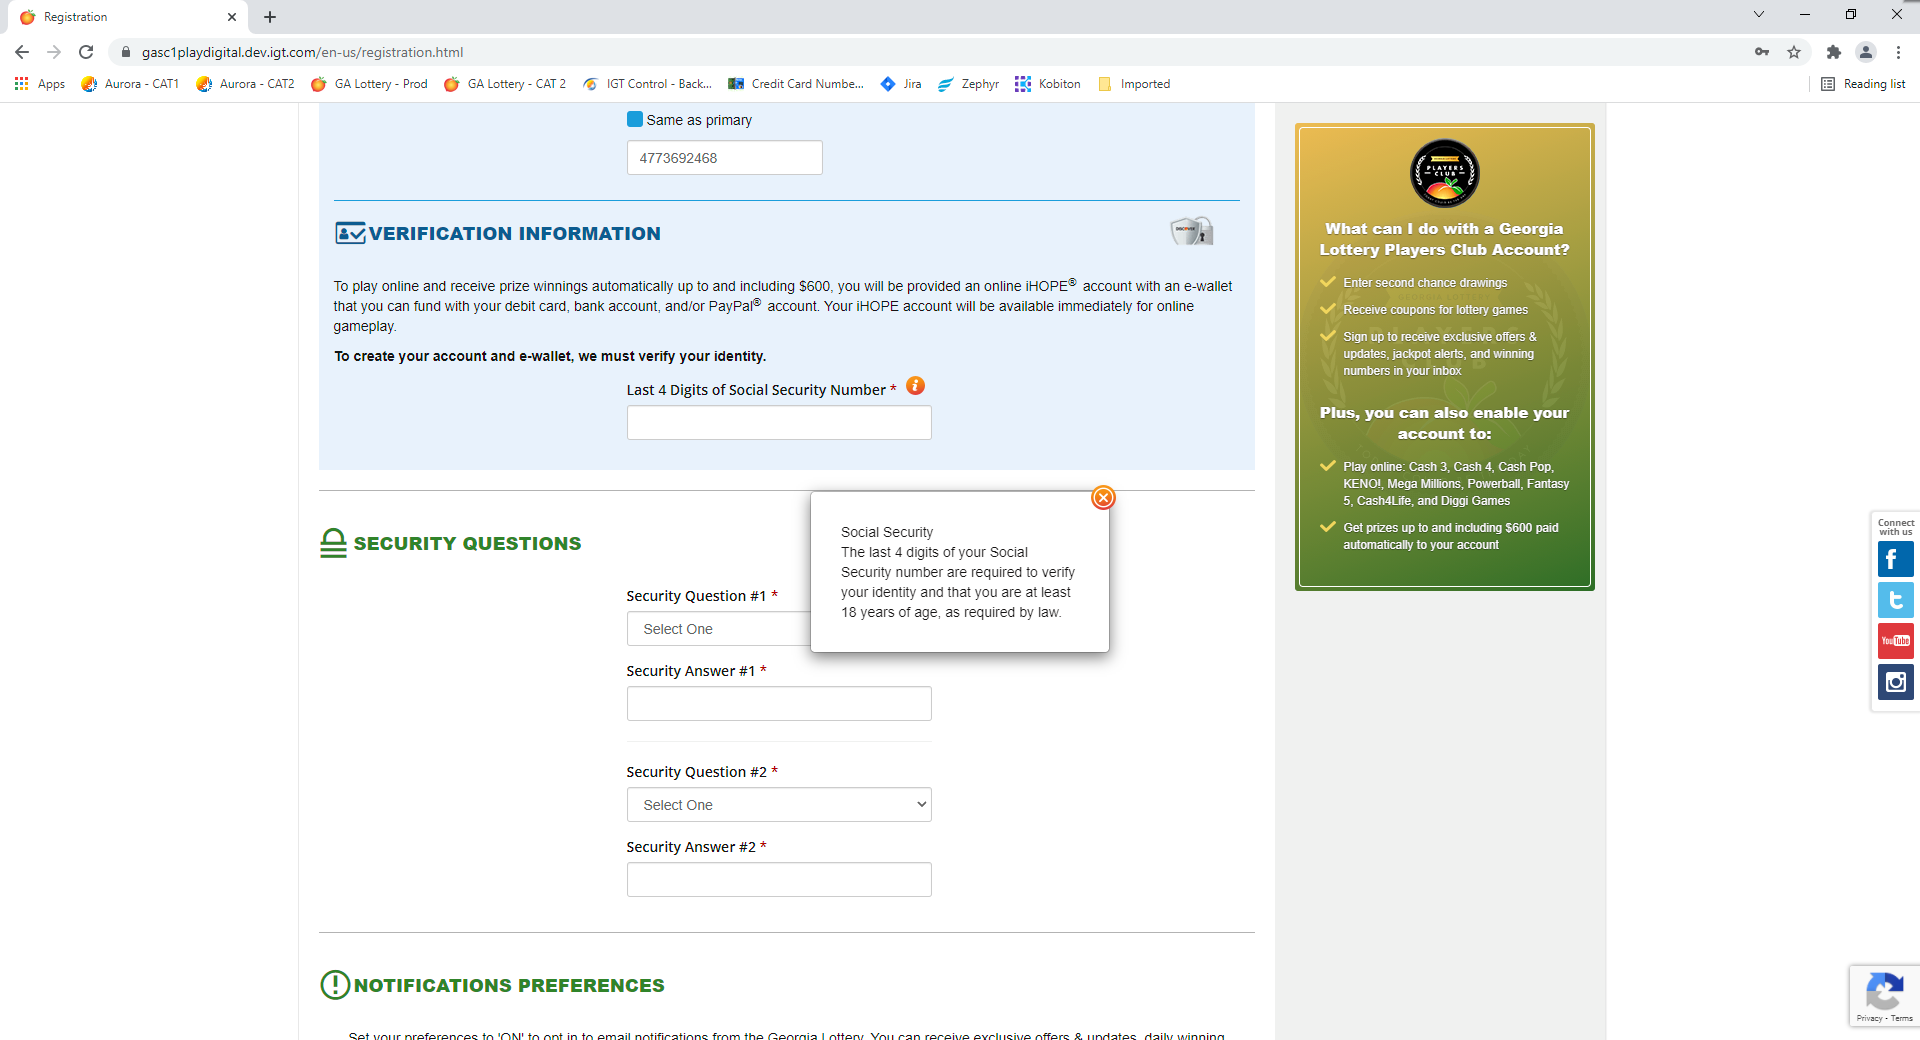 Registration
gasc1playdigital.dev.igt.com/en-us/registration.html
Apps Aurora - CAT1 Aurora - CAT2 GA Lottery - Prod GA Lottery - CAT 2 IGT Control - Back... Credit Card Numbe... Jira Zephyr Kobiton Imported Reading list
Same as primary
4773692468
VERIFICATION INFORMATION
To play online and receive prize winnings automatically up to and including $600, you will be provided an online iHOPE® account with an e-wallet
that you can fund with your debit card, bank account, and/or PayPal® account. Your iHOPE account will be available immediately for online
gameplay.
To create your account and e-wallet, we must verify your identity.
Last 4 Digits of Social Security Number *
Social Security
The last 4 digits of your Social
Security number are required to verify
your identity and that you are at least
18 years of age, as required by law.
SECURITY QUESTIONS
Security Question #1 *
Select One
Security Answer #1 *
Security Question #2 *
Select One
Security Answer #2 *
NOTIFICATIONS PREFERENCES
Set your preferences to 'ON' to opt in to email notifications from the Georgia Lottery. You can receive exclusive offers & updates, daily winning
PLAYERS
CLUB
What can I do with a Georgia
Lottery Players Club Account?
Enter second chance drawings
Receive coupons for lottery games
Sign up to receive exclusive offers &
updates, jackpot alerts, and winning
numbers in your inbox
Plus, you can also enable your
account to:
Play online: Cash 3, Cash 4, Cash Pop,
KENO!, Mega Millions, Powerball, Fantasy
5, Cash4Life, and Diggi Games
Get prizes up to and including $600 paid
automatically to your account
Connect
with us
YouTube
Privacy - Terms